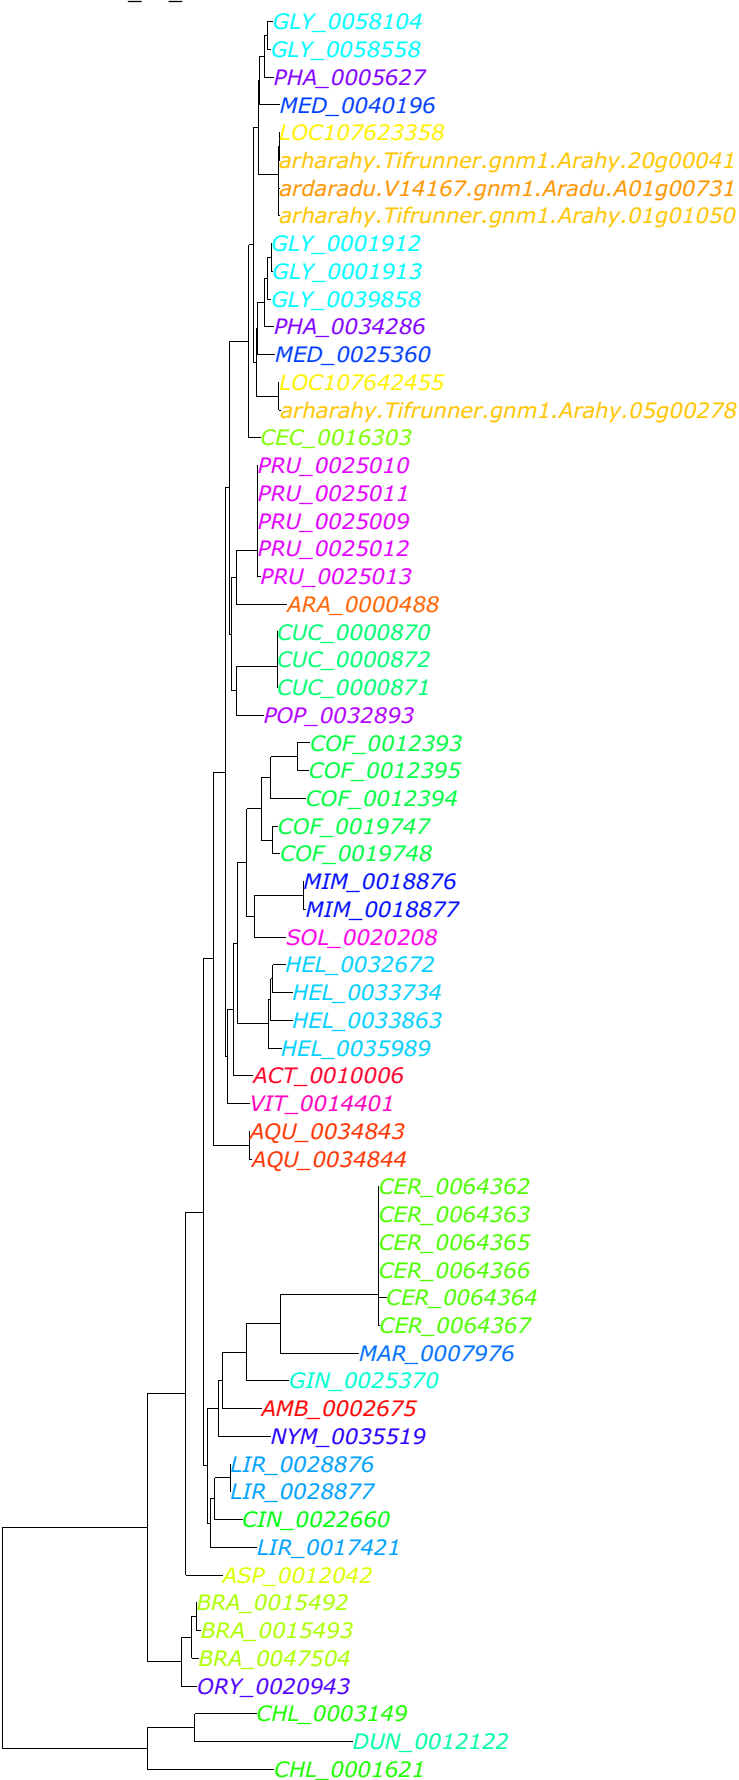 GLY_0058104
GLY_0058558
PHA_0005627
MED_0040196
LOC107623358
arharahy.Tifrunner.gnm1.Arahy.20g00041
ardaradu.V14167.gnm1.Aradu.A01g00731
arharahy.Tifrunner.gnm1.Arahy.01g01050
GLY_0001912
GLY_0001913
GLY_0039858
PHA_0034286
MED_0025360
LOC107642455
arharahy.Tifrunner.gnm1.Arahy.05g00278
CEC_0016303
PRU_0025010
PRU_0025011
PRU_0025009
PRU_0025012
PRU_0025013
ARA_0000488
CUC_0000870
CUC_0000872
CUC_0000871
POP_0032893
COF_0012393
COF_0012395
COF_0012394
COF_0019747
COF_0019748
MIM_0018876
MIM_0018877
SOL_0020208
HEL_0032672
HEL_0033734
HEL_0033863
HEL_0035989
ACT_0010006
VIT_0014401
AQU_0034843
AQU_0034844
CER_0064362
CER_0064363
CER_0064365
CER_0064366
CER_0064364
CER_0064367
MAR_0007976
GIN_0025370
AMB_0002675
NYM_0035519
LIR_0028876
LIR_0028877
CIN_0022660
LIR_0017421
ASP_0012042
BRA_0015492
BRA_0015493
BRA_0047504
ORY_0020943
CHL_0003149
DUN_0012122
CHL_0001621